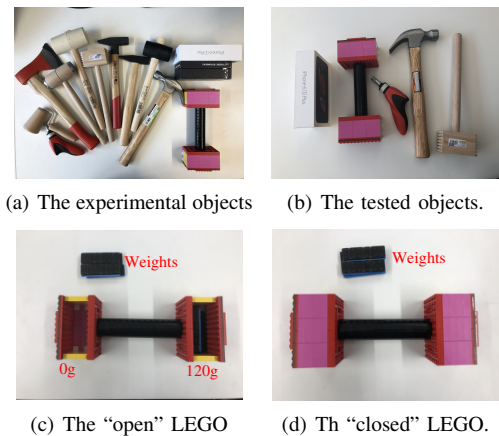 (a) The experimental objects
(b) The tested objects.
Weights
0g
120g
Weights
(c) The “open” LEGO
(d) Th “closed” LEGO.